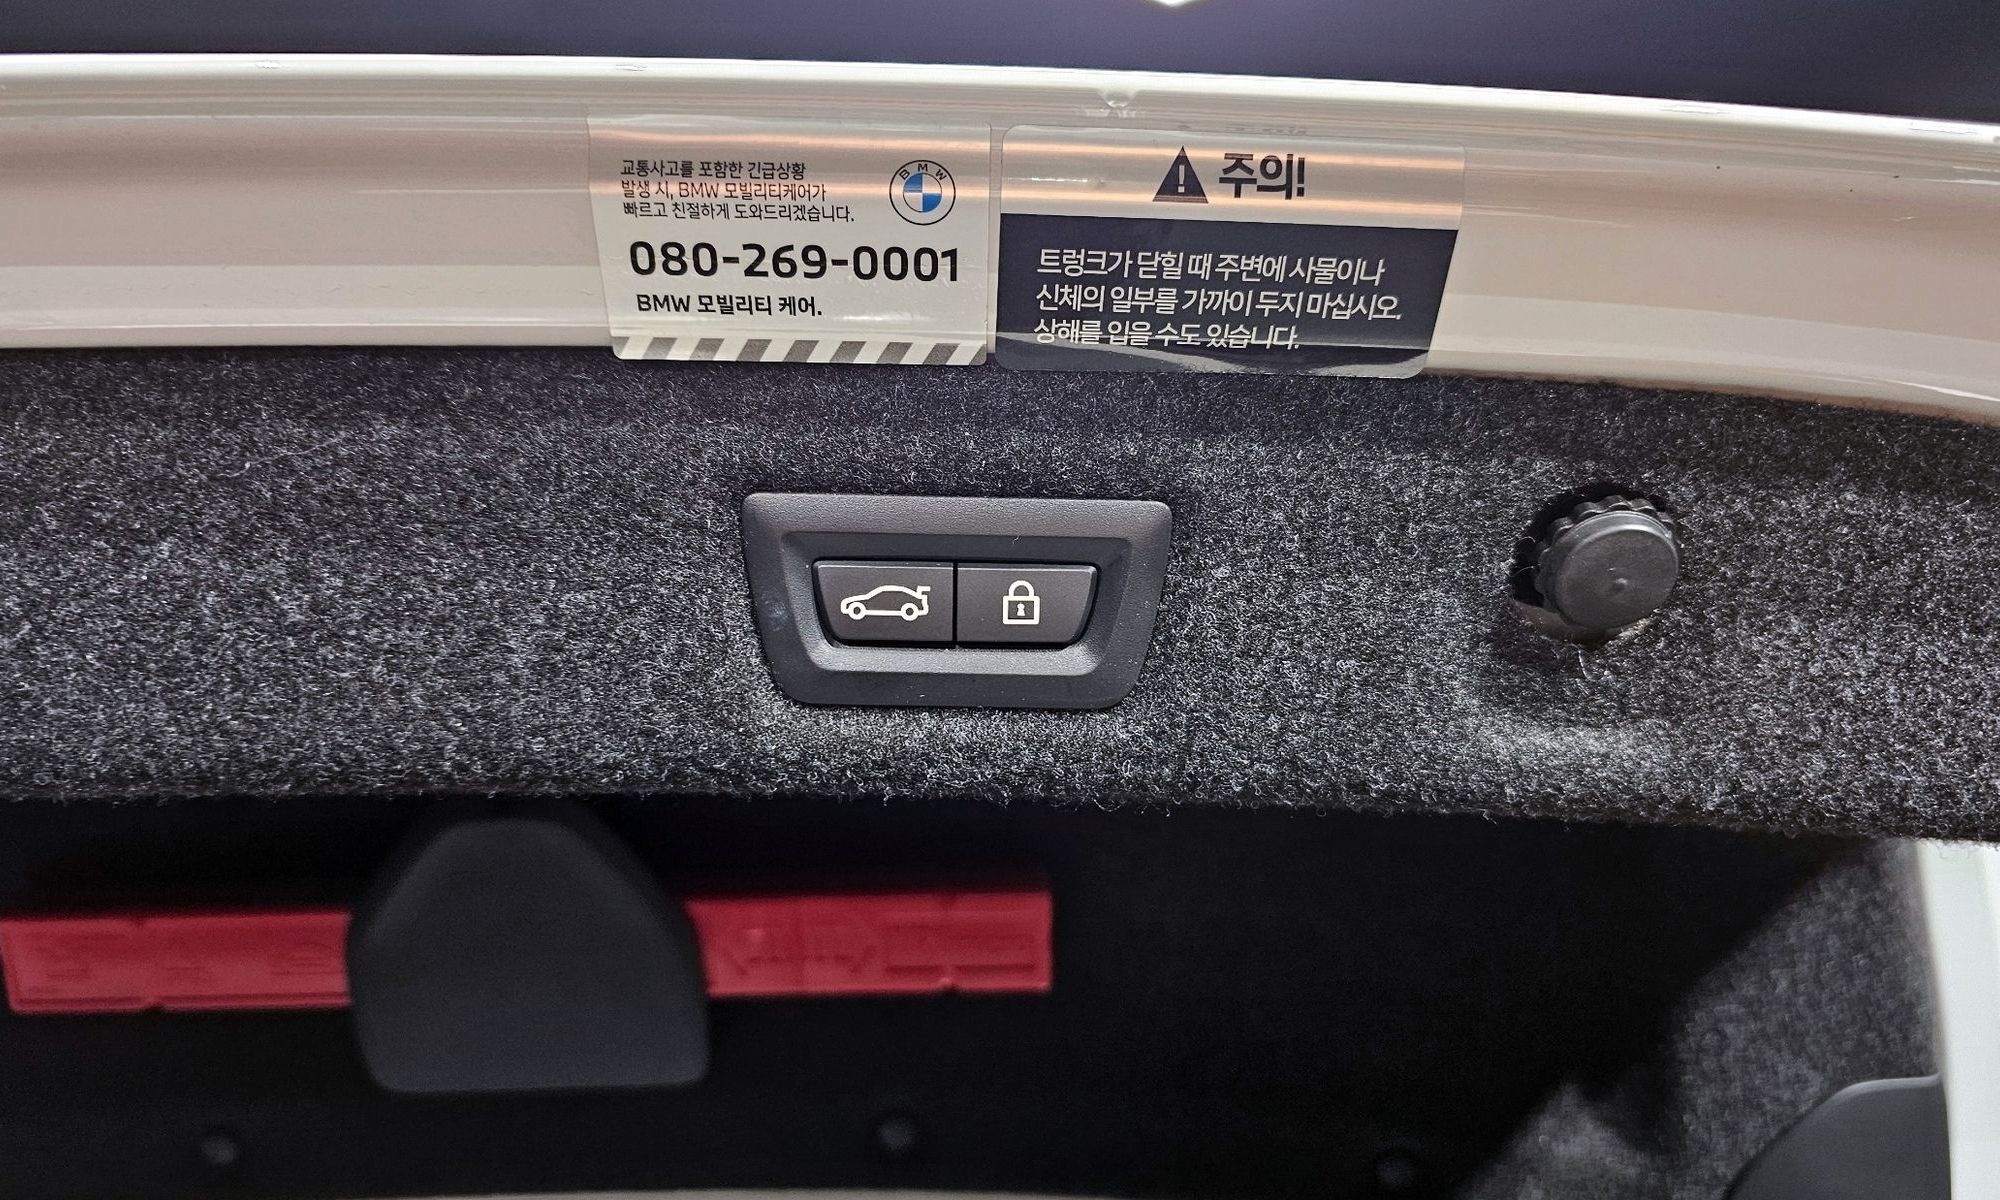 교통사고를 포함한 긴급상황
발생 시, BMW 모빌리티케어가
빠르고 친절하게 도와드리겠습니다.
BMW
080-269-0001
BMW 모빌리티 케어.
주의!
트렁크가 닫힐 때 주변에 사물이나
신체의 일부를 가까이 두지 마십시오.
상해를 입을 수도 있습니다.